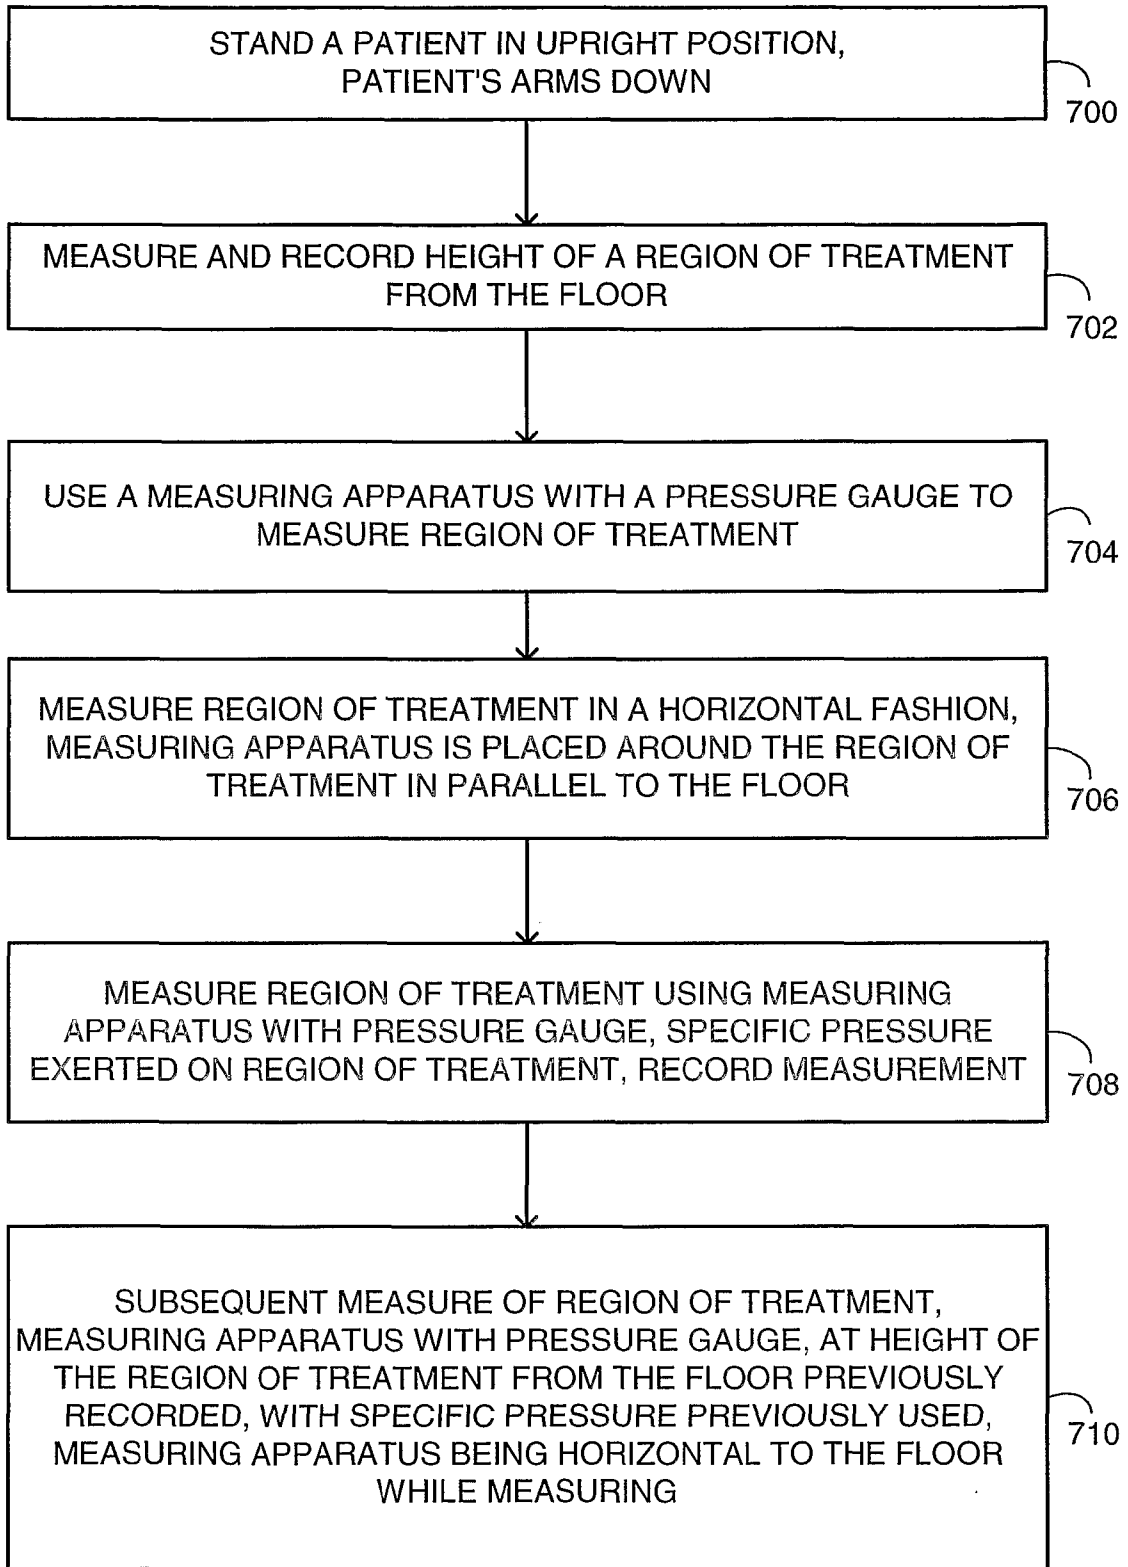 STAND A PATIENT IN UPRIGHT POSITION,
PATIENT'S ARMS DOWN
700
MEASURE AND RECORD HEIGHT OF A REGION OF TREATMENT
FROM THE FLOOR
702
USE A MEASURING APPARATUS WITH A PRESSURE GAUGE TO
MEASURE REGION OF TREATMENT
704
MEASURE REGION OF TREATMENT IN A HORIZONTAL FASHION,
MEASURING APPARATUS IS PLACED AROUND THE REGION OF
TREATMENT IN PARALLEL TO THE FLOOR
706
MEASURE REGION OF TREATMENT USING MEASURING
APPARATUS WITH PRESSURE GAUGE, SPECIFIC PRESSURE
EXERTED ON REGION OF TREATMENT, RECORD MEASUREMENT
708
SUBSEQUENT MEASURE OF REGION OF TREATMENT,
MEASURING APPARATUS WITH PRESSURE GAUGE, AT HEIGHT OF
THE REGION OF TREATMENT FROM THE FLOOR PREVIOUSLY
RECORDED, WITH SPECIFIC PRESSURE PREVIOUSLY USED,
MEASURING APPARATUS BEING HORIZONTAL TO THE FLOOR
WHILE MEASURING
710